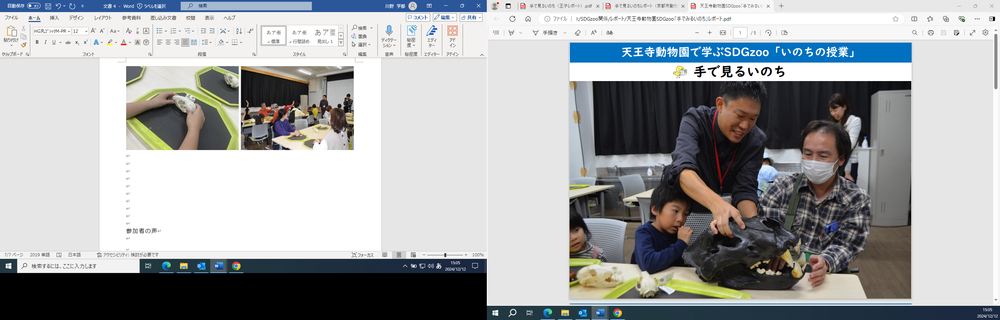 自動保存 オフ 文書 4 - Word ラベルを選択 検索 川野 学都
ファイル ホーム 挿入 デザイン レイアウト 参考資料 差し込み文書 校閲 表示 ヘルプ コメント 編集 共有
貼り付け HG丸ｺﾞｼｯｸM-PR 12 Aa
クリップボード フォント 段落 スタイル 編集 音声 秘密度 エディター アドイン
あア亜 標準
あア亜 行間詰め
あア亜 見出し 1
検索
置換
選択
ディクテーション
秘密度
エディター
アドイン
参加者の声
7/7 ページ 2019 単語 日本語 アクセシビリティ: 検討が必要です フォーカス 100%
検索するには、ここに入力します
あ 15:05
2024/12/12
手で見るいのち（王子レポート）.pdf
手で見るいのちレポート（京都市動物
天王寺動物園SDGzoo「手でみるいの
ファイル I:/SDGzoo関係/レポート/天王寺動物園SDGzoo「手でみるいのち」レポート.pdf
手描き aあ 1 / 5
天王寺動物園で学ぶSDGzoo「いのちの授業」
手で見るいのち
15:05
2024/12/12